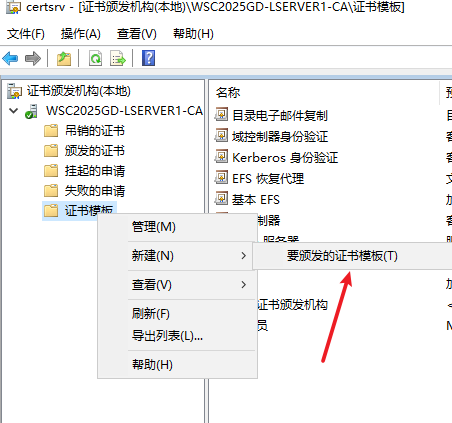 certsrv - [证书颁发机构(本地)\WSC2025GD-LSERVER1-CA\证书模板]
文件(F) 操作(A) 查看(V) 帮助(H)
证书颁发机构(本地)
WSC2025GD-LSERVER1-CA
吊销的证书
颁发的证书
挂起的申请
失败的申请
证书模板
名称
目录电子邮件复制
域控制器身份验证
Kerberos 身份验证
EFS 恢复代理
基本 EFS
制器
服务器
证书颁发机构
员
管理(M)
新建(N)
查看(V)
刷新(F)
导出列表(L)...
帮助(H)
要颁发的证书模板(T)